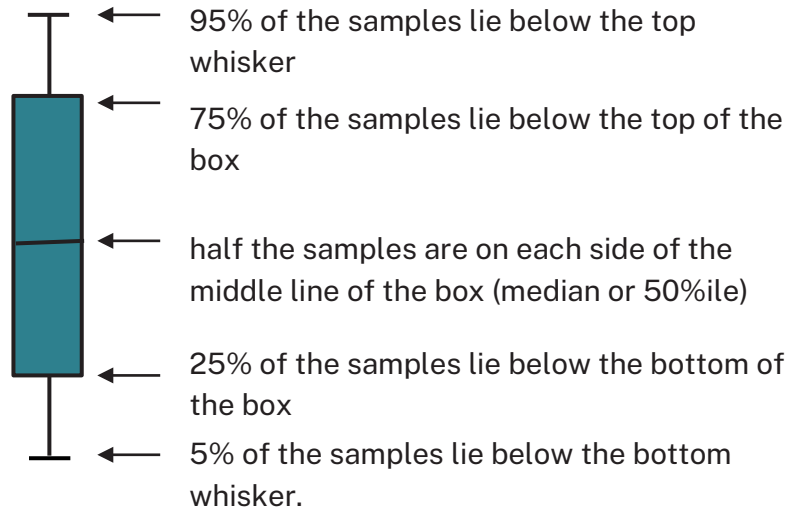 95% of the samples lie below the top
whisker
75% of the samples lie below the top of the
box
half the samples are on each side of the
middle line of the box (median or 50%ile)
25% of the samples lie below the bottom of
the box
5% of the samples lie below the bottom
whisker.